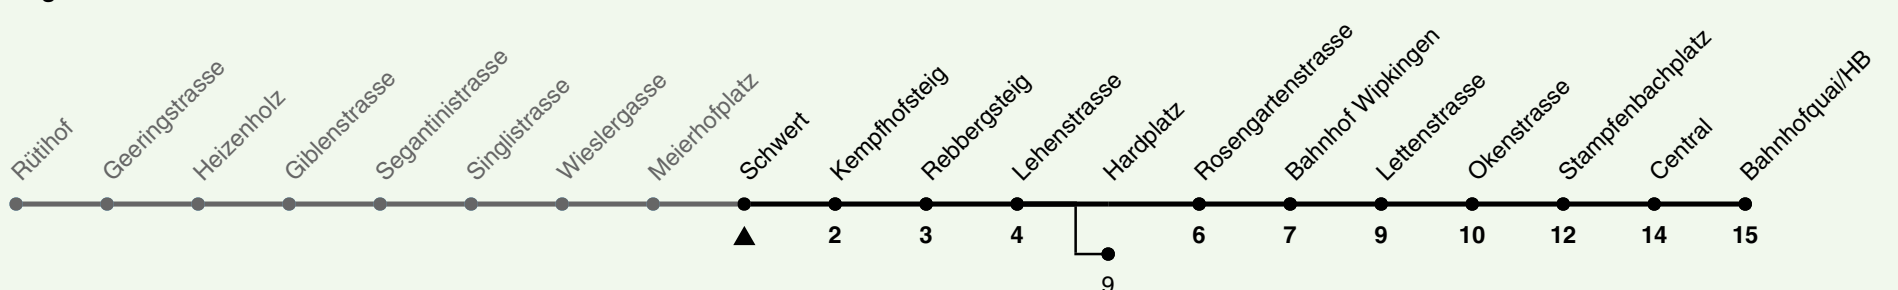 Rütihof
Geeringstrasse
Heizenholz
Giblenstrasse
Segantinistrasse
Singlistrasse
Wieslergasse
Meierhofplatz
Schwert
Kempfhofsteig
Rebbergsteig
Lehenstrasse
Hardplatz
Rosengartenstrasse
Bahnhof Wipkingen
Lettenstrasse
Okenstrasse
Stampfenbachplatz
Central
Bahnhofquai/HB
2 3 4 6 7 9 10 12 14 15
9